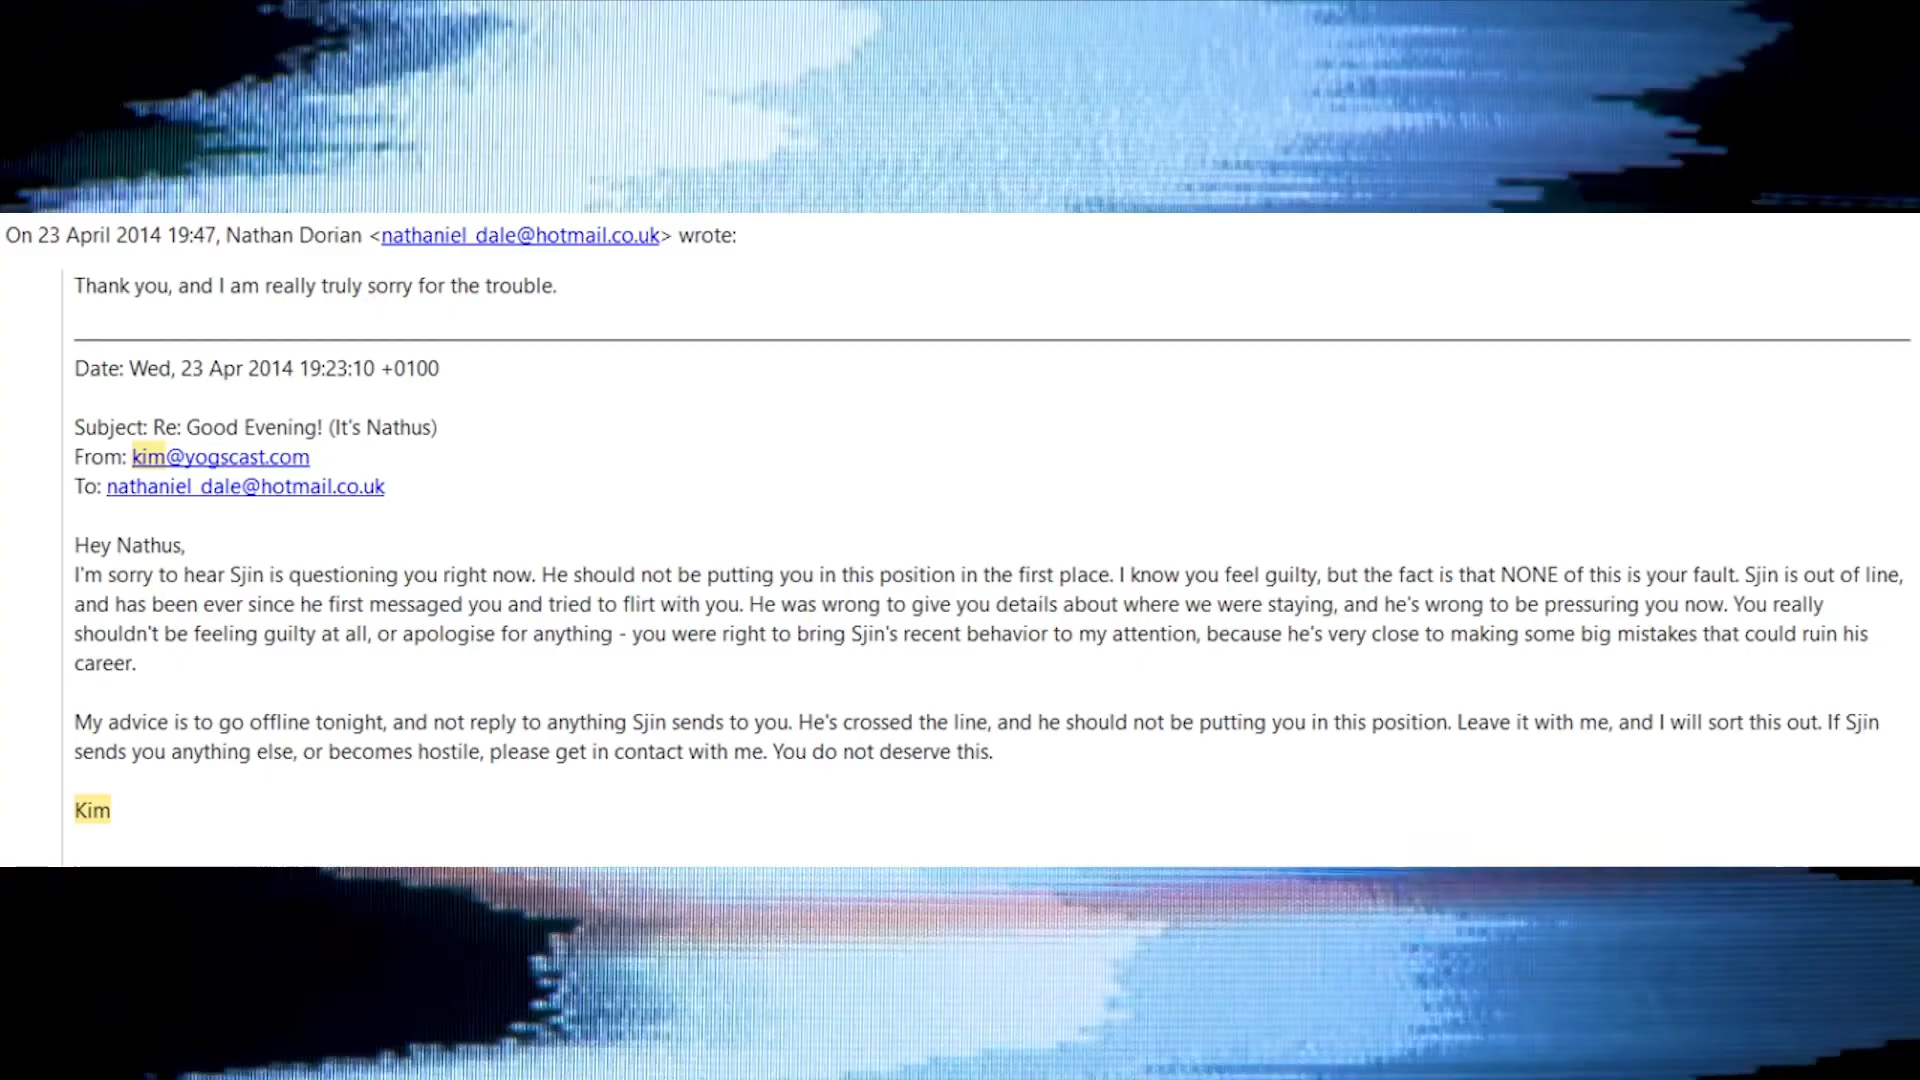 On 23 April 2014 19:47, Nathan Dorian <nathaniel_dale@hotmail.co.uk> wrote:
Thank you, and I am really truly sorry for the trouble.
Date: Wed, 23 Apr 2014 19:23:10 +0100
Subject: Re: Good Evening! (It's Nathus)
From: kim@yogscast.com
To: nathaniel_dale@hotmail.co.uk
Hey Nathus,
I'm sorry to hear Sjin is questioning you right now. He should not be putting you in this position in the first place. I know you feel guilty, but the fact is that NONE of this is your fault. Sjin is out of line,
and has been ever since he first messaged you and tried to flirt with you. He was wrong to give you details about where we were staying, and he's wrong to be pressuring you now. You really
shouldn't be feeling guilty at all, or apologise for anything - you were right to bring Sjin's recent behavior to my attention, because he's very close to making some big mistakes that could ruin his
career.
My advice is to go offline tonight, and not reply to anything Sjin sends to you. He's crossed the line, and he should not be putting you in this position. Leave it with me, and I will sort this out. If Sjin
sends you anything else, or becomes hostile, please get in contact with me. You do not deserve this.
Kim